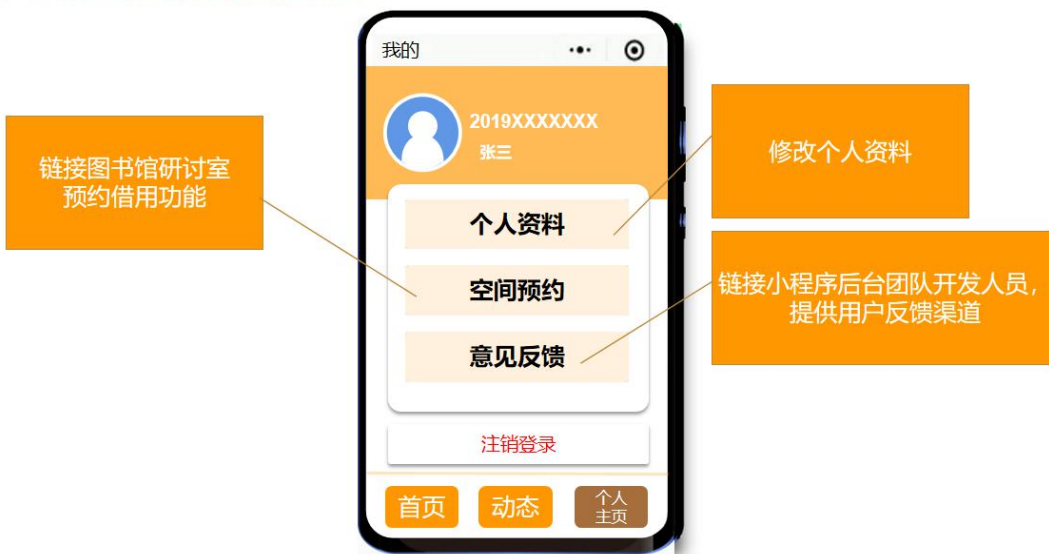 我的
2019XXXXXXX
张三
链接图书馆研讨室
预约借用功能
修改个人资料
个人资料
空间预约
意见反馈
链接小程序后台团队开发人员，
提供用户反馈渠道
注销登录
首页
动态
个人
主页